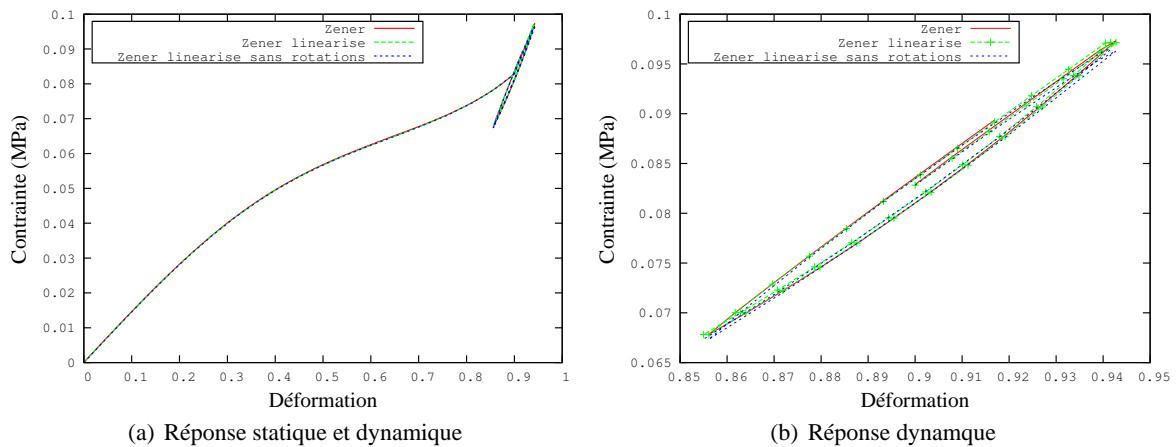 0.1
0.09
0.08
0.07
0.06
0.05
0.04
0.03
0.02
0.01
0
Contrainte (MPa)
Zener
Zener linearise
Zener linearise sans rotations
0 0.1 0.2 0.3 0.4 0.5 0.6 0.7 0.8 0.9 1
Déformation
(a) Réponse statique et dynamique
0.1
0.095
0.09
0.085
0.08
0.075
0.07
0.065
Contrainte (MPa)
Zener
Zener linearise
Zener linearise sans rotations
0.85 0.86 0.87 0.88 0.89 0.9 0.91 0.92 0.93 0.94 0.95
Déformation
(b) Réponse dynamque